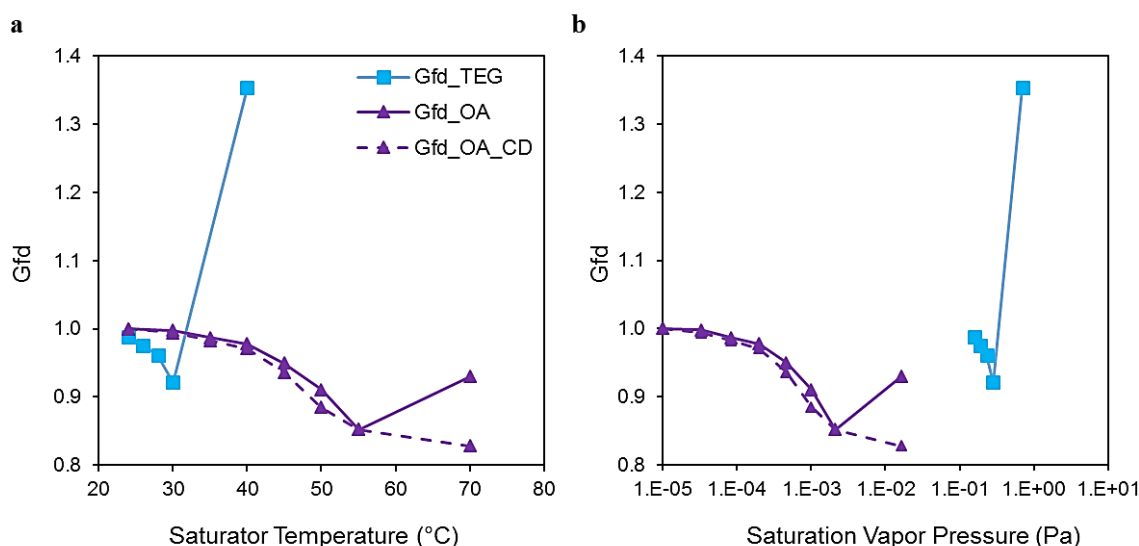 a
1.4
1.3
1.2
1.1
1.0
0.9
0.8
Gfd
20 30 40 50 60 70 80
Saturator Temperature (°C)
Gfd_TEG
Gfd_OA
Gfd_OA_CD
b
1.4
1.3
1.2
1.1
1.0
0.9
0.8
Gfd
1.E-05 1.E-04 1.E-03 1.E-02 1.E-01 1.E+00 1.E+01
Saturation Vapor Pressure (Pa)